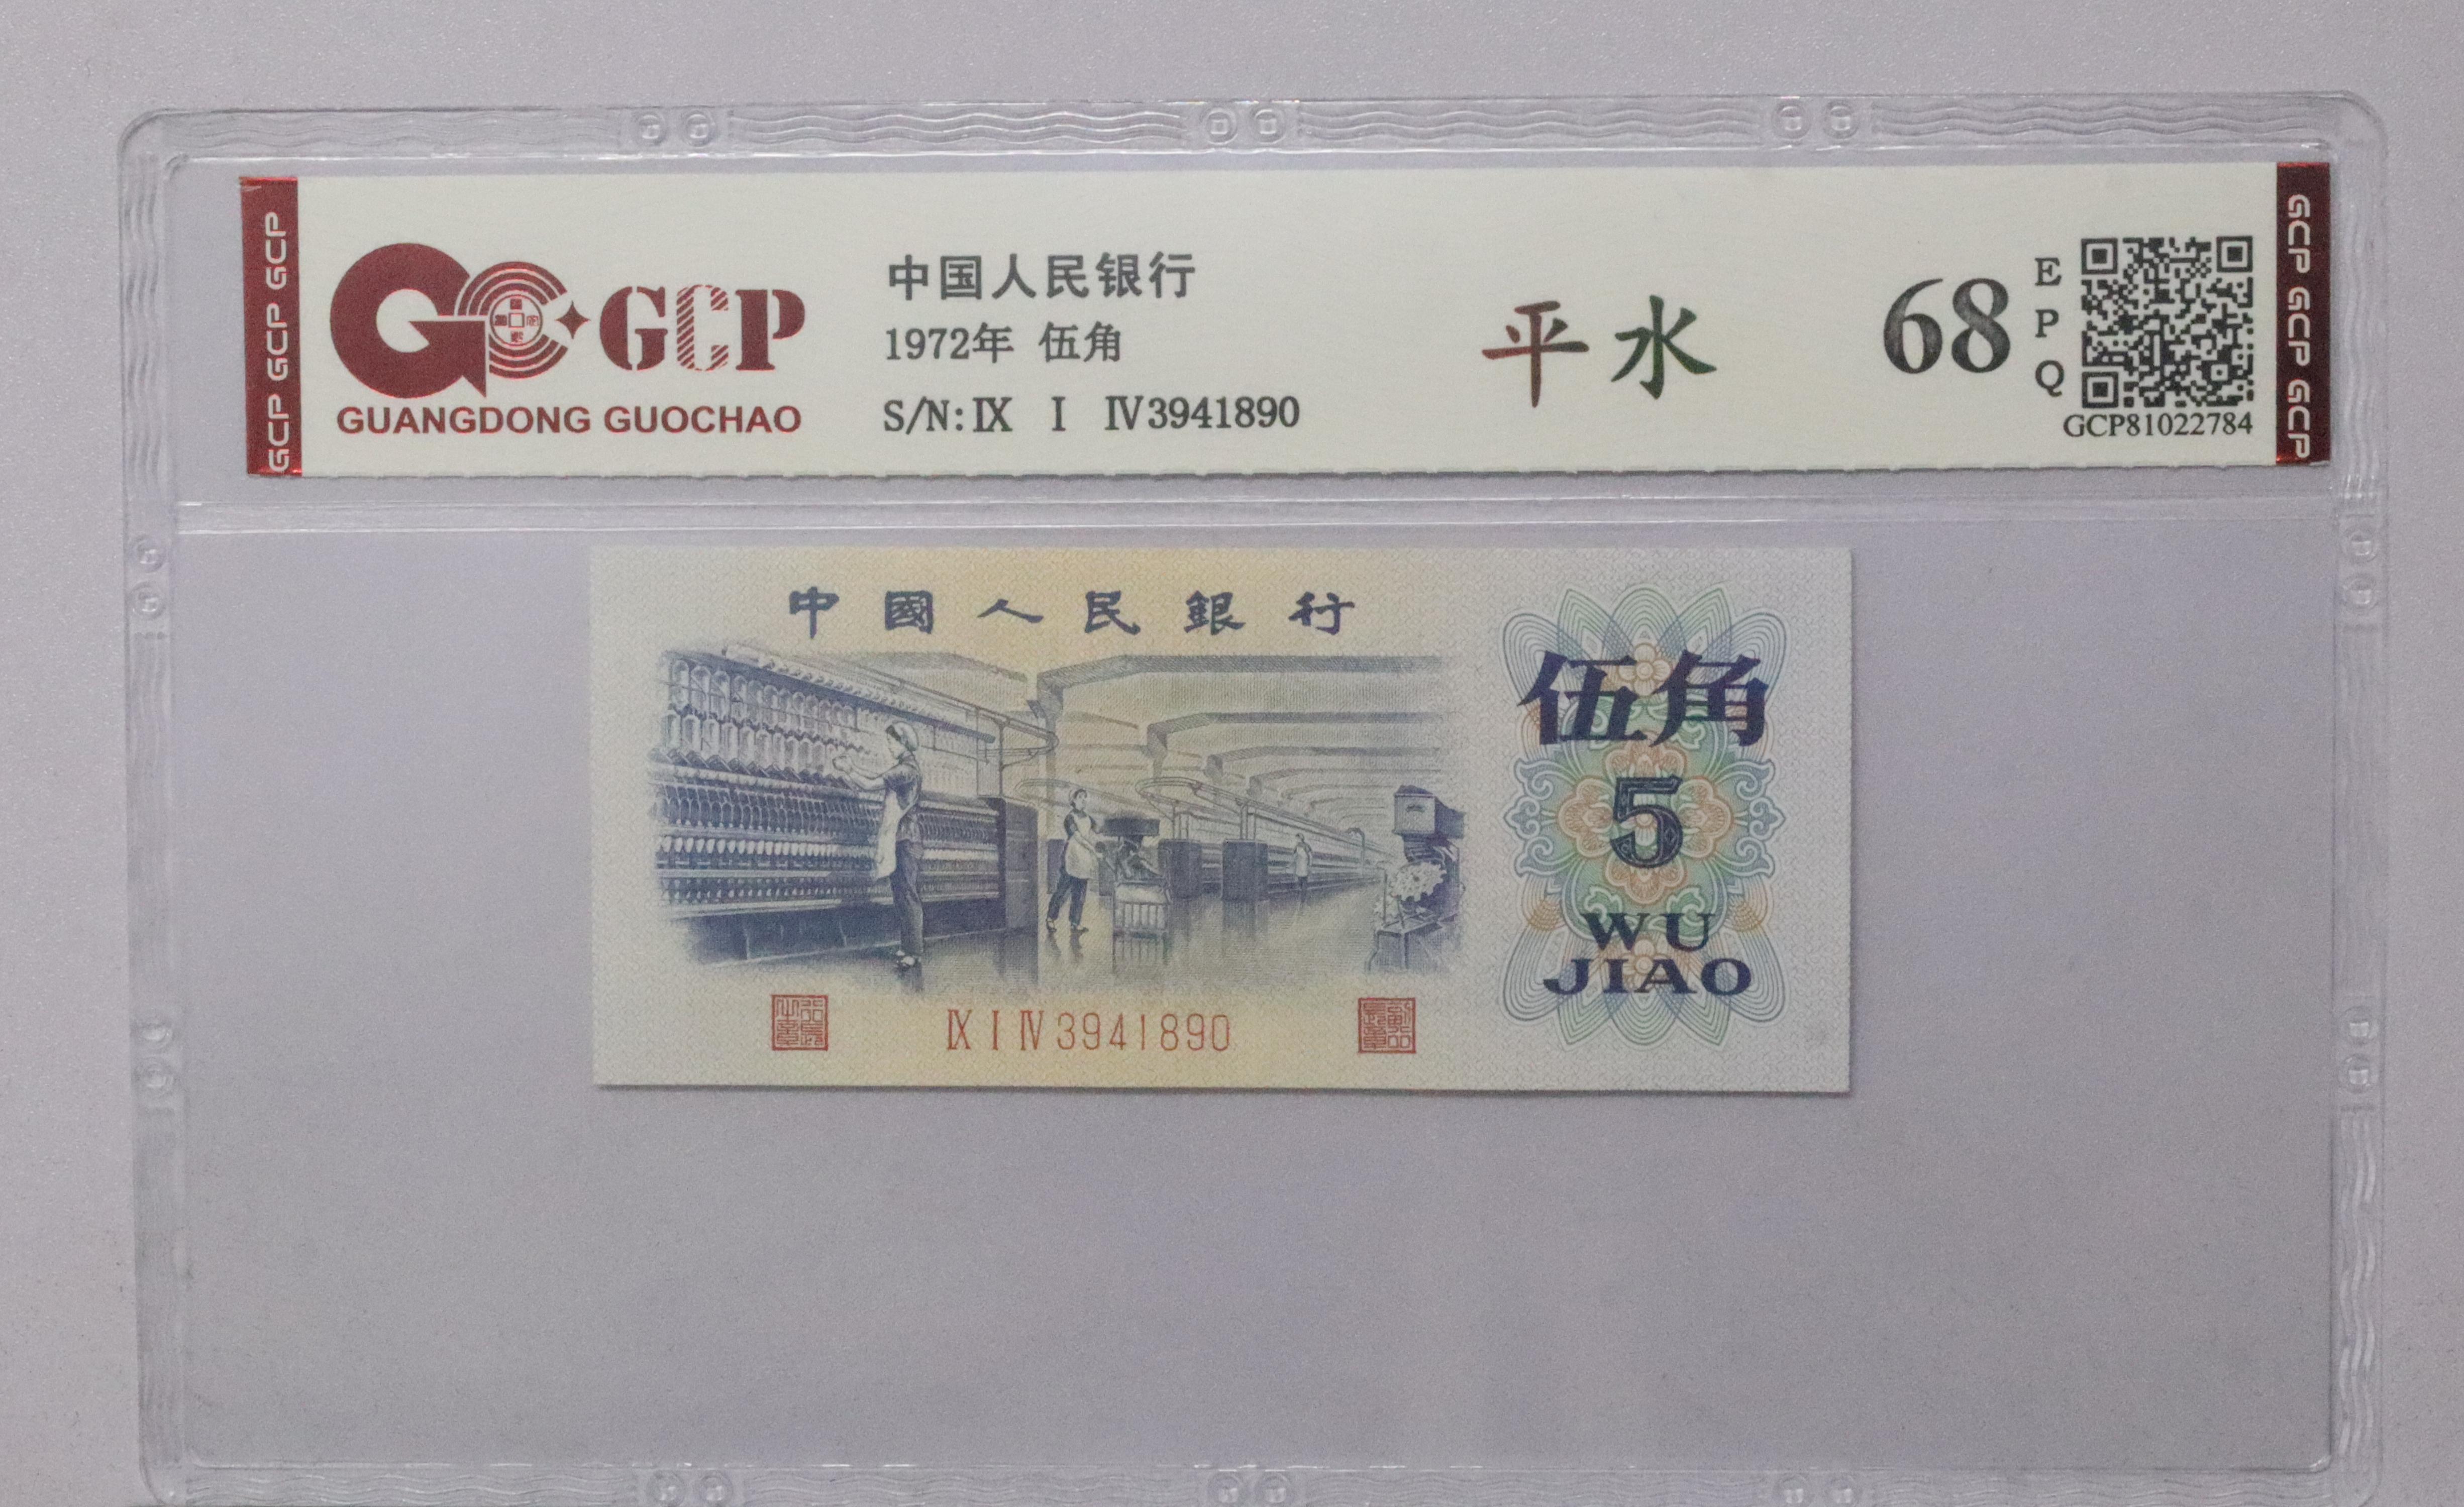 GCP GCP GCP
GCP
GUANGDONG GUOCHAO
中国人民银行
1972年 伍角
S/N: Ⅸ Ⅰ Ⅳ3941890
平水
68
EPQ
GCP81022784
GCP GCP GCP
中國人民銀行
伍角
5
WU
JIAO
Ⅸ Ⅰ Ⅳ 3941890